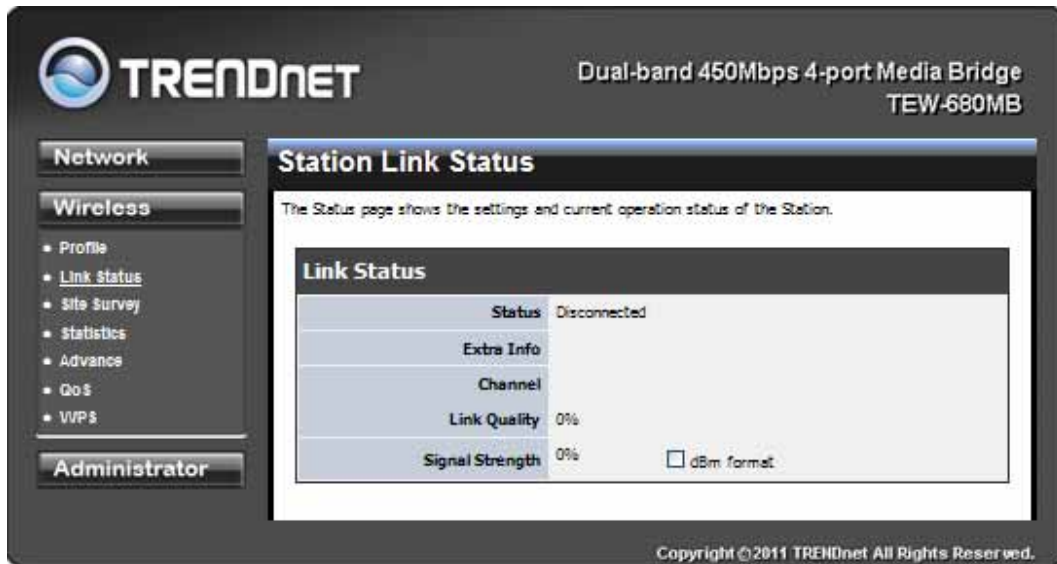 TRENDNET
Dual-band 450Mbps 4-port Media Bridge
TEW-680MB
Network
Wireless
• Profile
• Link Status
• Site Survey
• Statistics
• Advance
• QoS
• WPS
Administrator
Station Link Status
The Status page shows the settings and current operation status of the Station.
Link Status
Status Disconnected
Extra Info
Channel
Link Quality 0%
Signal Strength 0% dBm format
Copyright © 2011 TRENDnet All Rights Reserved.